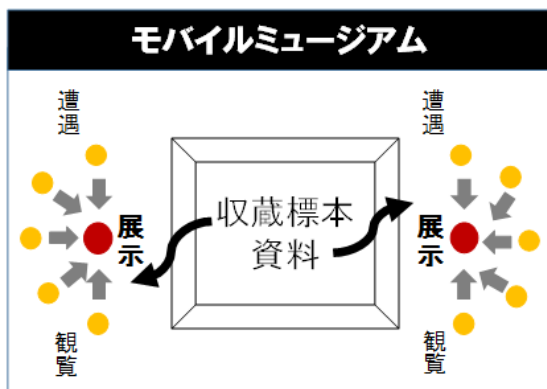 モバイルミュージアム
遭遇
展示
観覧
収蔵標本
資料
遭遇
展示
観覧